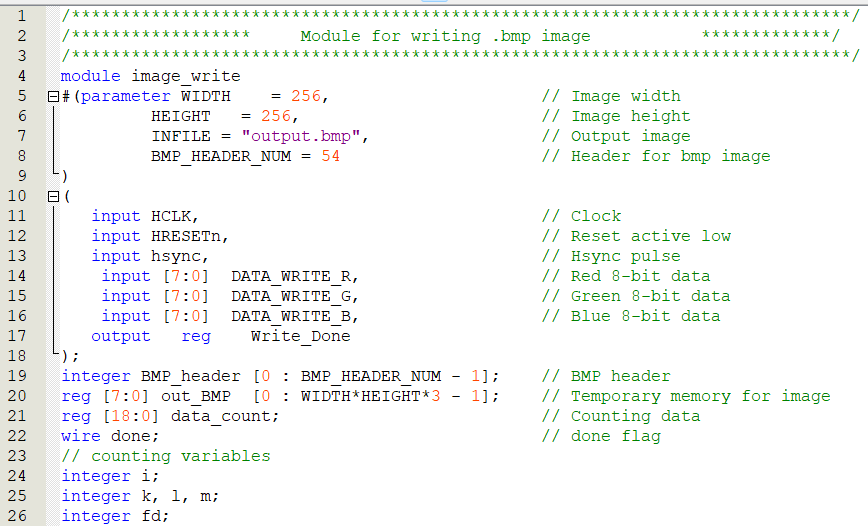 1 /******************************************************************************/
2 /****************** Module for writing .bmp image *************/
3 /******************************************************************************/
4 module image_write
5 #(parameter WIDTH = 256, // Image width
6 HEIGHT = 256, // Image height
7 INFILE = "output.bmp", // Output image
8 BMP_HEADER_NUM = 54 // Header for bmp image
9 )
10 (
11 input HCLK, // Clock
12 input HRESETn, // Reset active low
13 input hsync, // Hsync pulse
14 input [7:0] DATA_WRITE_R, // Red 8-bit data
15 input [7:0] DATA_WRITE_G, // Green 8-bit data
16 input [7:0] DATA_WRITE_B, // Blue 8-bit data
17 output reg Write_Done
18 );
19 integer BMP_header [0 : BMP_HEADER_NUM - 1]; // BMP header
20 reg [7:0] out_BMP [0 : WIDTH*HEIGHT*3 - 1]; // Temporary memory for image
21 reg [18:0] data_count; // Counting data
22 wire done; // done flag
23 // counting variables
24 integer i;
25 integer k, l, m;
26 integer fd;